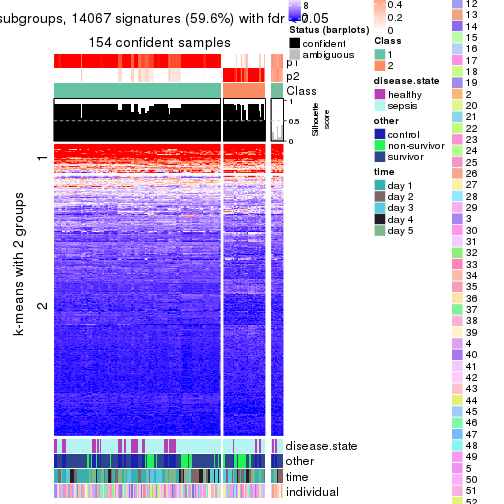 subgroups, 14067 signatures (59.6%) with fdr < 0.05
154 confident samples
p1
p2
Class
1
0.5
0
Silhouette
score
k-means with 2 groups
1
2
disease.state
other
time
individual
8
0
Status (barplots)
confident
ambiguous
0.4
0.2
0
Class
1
2
disease.state
healthy
sepsis
other
control
non-survivor
survivor
time
day 1
day 2
day 3
day 4
day 5
12
13
14
15
16
17
18
19
2
20
21
22
23
24
25
26
27
28
29
3
30
31
32
33
34
35
36
37
38
39
4
40
41
42
43
44
45
46
47
48
49
5
50
51
52